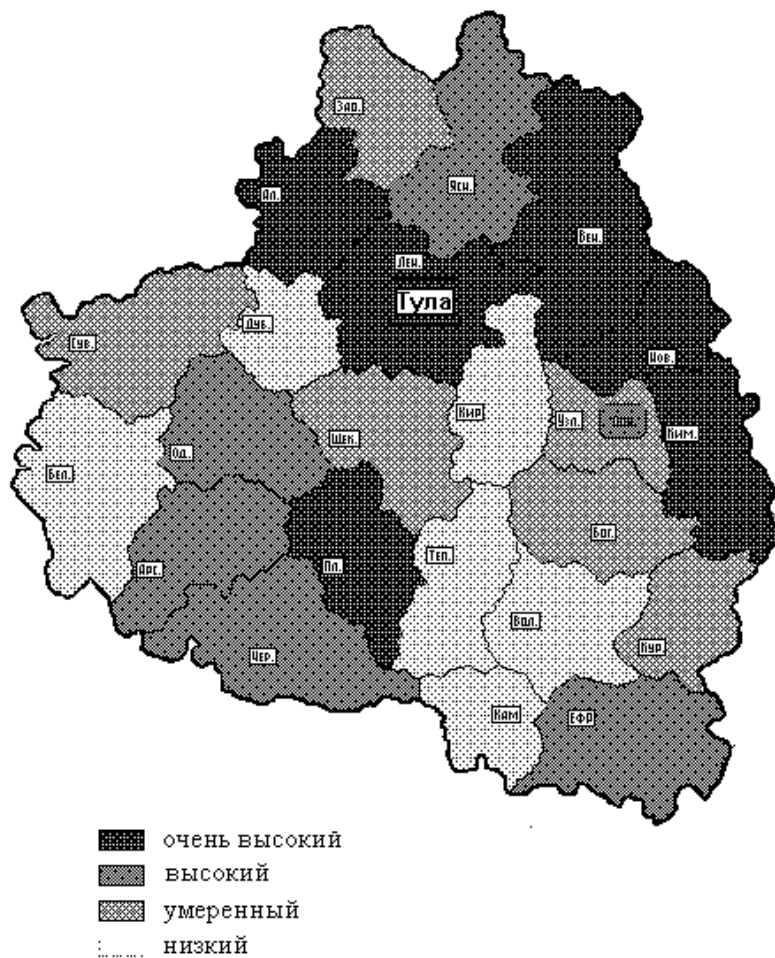 Зао.
Ясн.
Ал.
Вен.
Лен.
Тула
Дуб.
Сув.
Нов.
Кир
Узл.
Ким.
Щек.
Од.
Бел.
Бог.
Теп.
Пл.
Арс.
Вол.
Кур.
Чер.
Кам
Ефр
очень высокий
высокий
умеренный
низкий